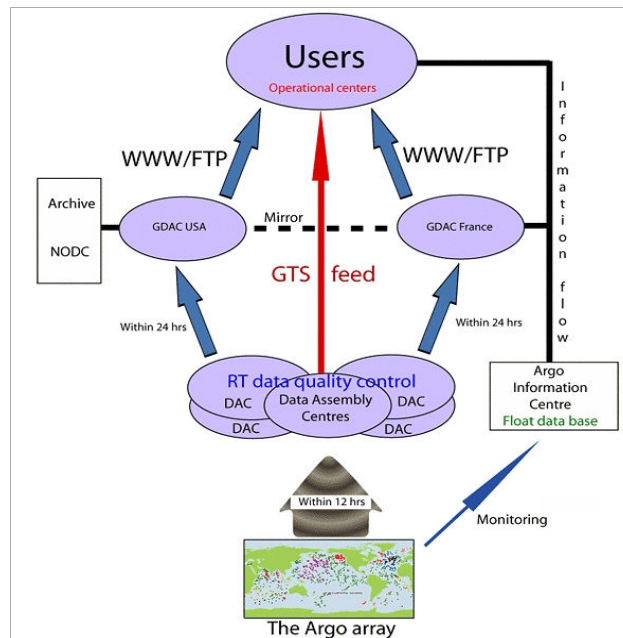 Users
Operational centers
WWW/FTP
WWW/FTP
Information flow
Archive
NODC
GDAC USA
Mirror
GDAC France
GTS feed
Within 24 hrs
Within 24 hrs
RT data quality control
DAC
Data Assembly
Centres
DAC
DAC
DAC
Argo
Information
Centre
Float data base
Within 12 hrs
Monitoring
The Argo array